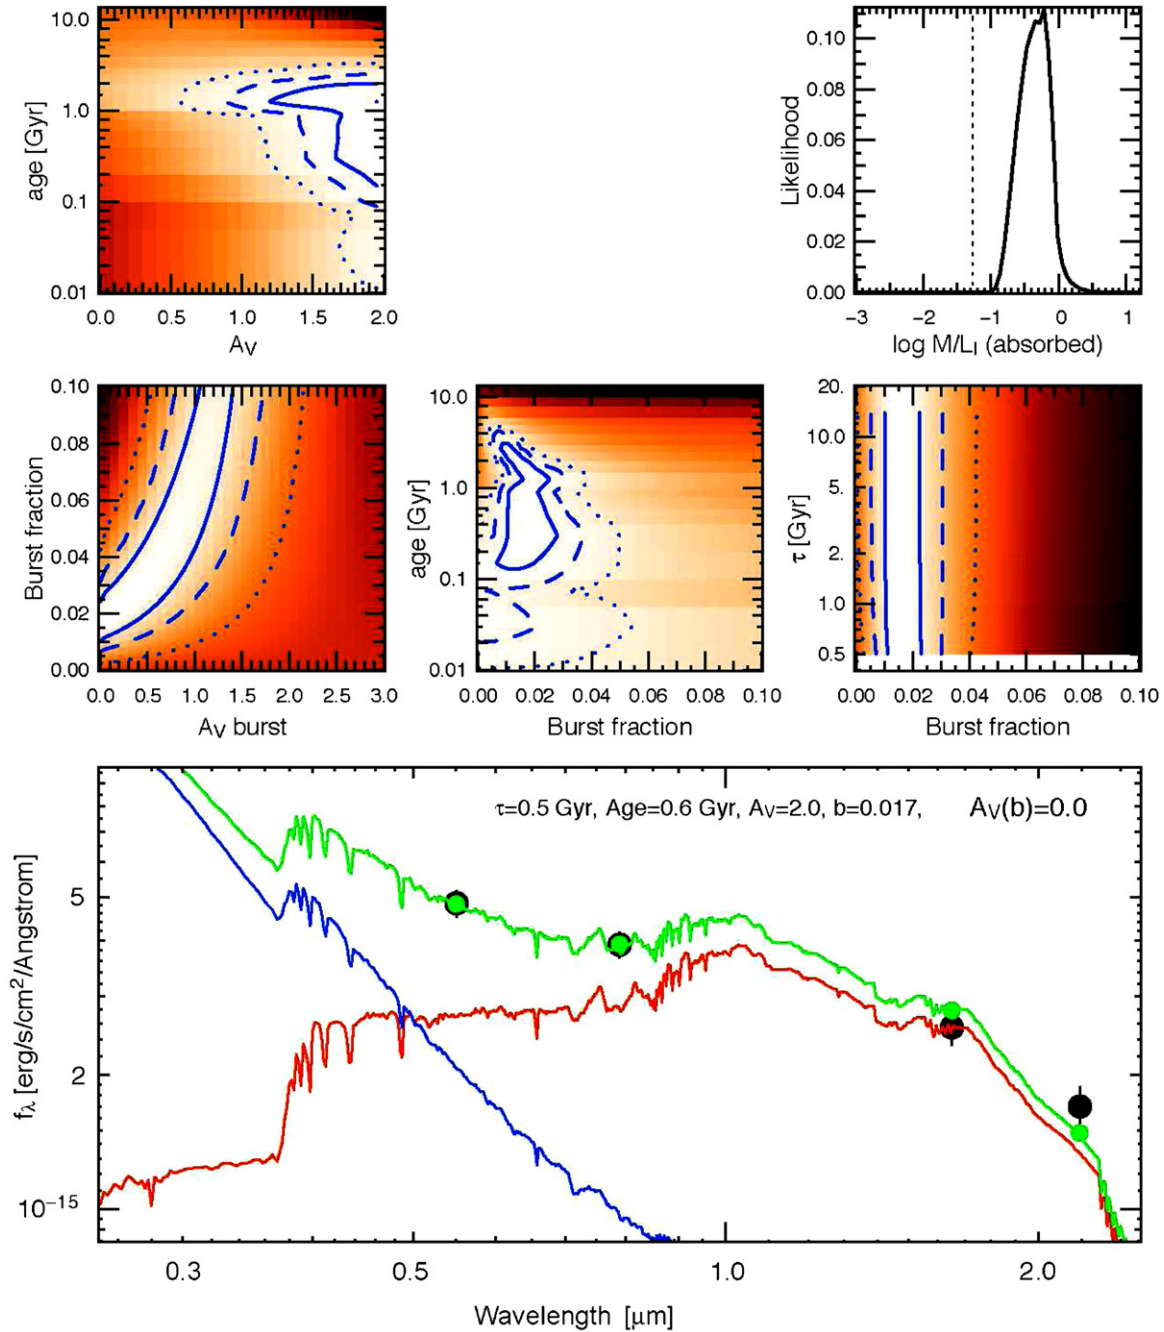 10.0
1.0
0.1
0.01
age [Gyr]
0.0 0.5 1.0 1.5 2.0
Av
0.10
0.08
0.06
0.04
0.02
0.00
Likelihood
−3 −2 −1 0 1
log M/LI (absorbed)
0.10
0.08
0.06
0.04
0.02
0.00
Burst fraction
0.0 0.5 1.0 1.5 2.0 2.5 3.0
Av burst
10.0
1.0
0.1
0.01
age [Gyr]
0.00 0.02 0.04 0.06 0.08 0.10
Burst fraction
20.
10.0
5.
2
1.0
0.5
τ [Gyr]
0.00 0.02 0.04 0.06 0.08 0.10
Burst fraction
τ=0.5 Gyr, Age=0.6 Gyr, Av=2.0, b=0.017, Av(b)=0.0
5
2
10−15
fλ [erg/s/cm2/Angstrom]
0.3 0.5 1.0 2.0
Wavelength [μm]